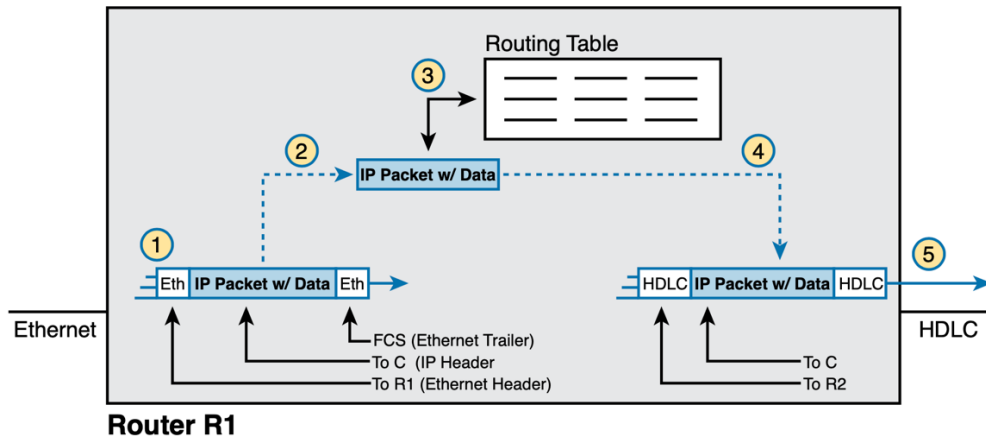 Routing Table
3
2
4
IP Packet w/ Data
1
5
Eth IP Packet w/ Data Eth
HDLC IP Packet w/ Data HDLC
Ethernet
HDLC
FCS (Ethernet Trailer)
To C (IP Header
To C
To R1 (Ethernet Header)
To R2
Router R1